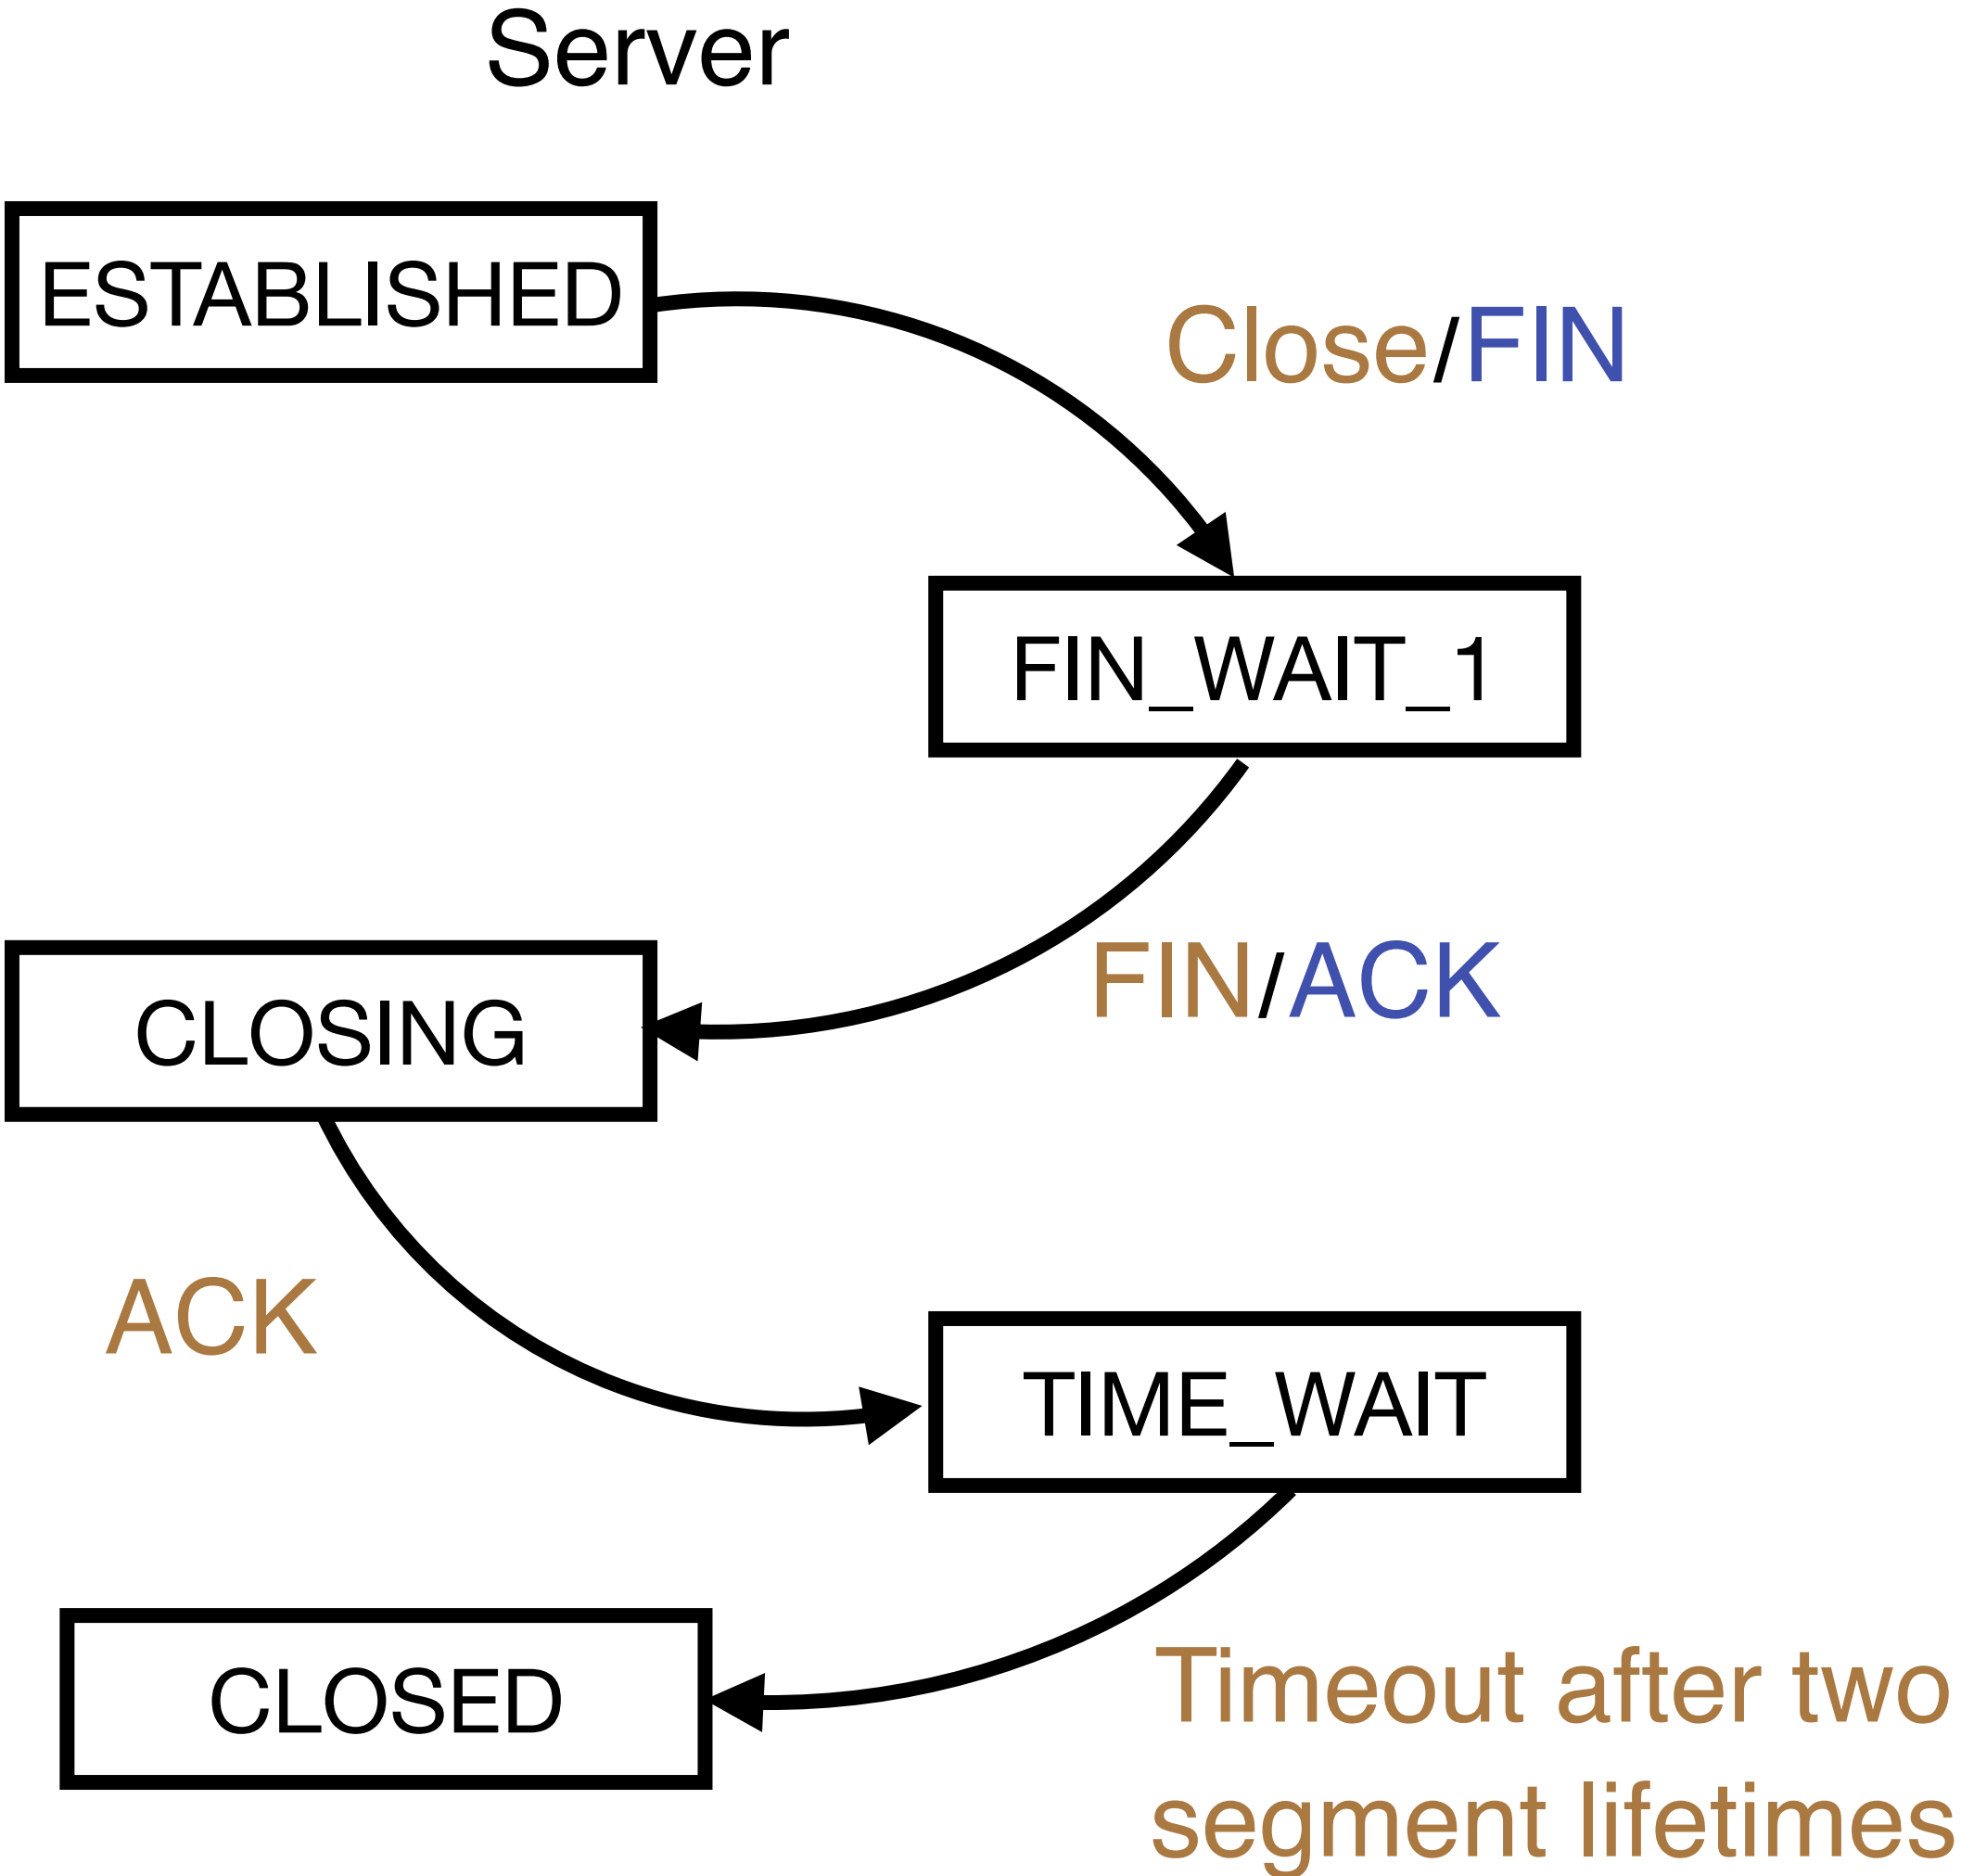 Server
ESTABLISHED
Close/FIN
FIN_WAIT_1
FIN/ACK
CLOSING
ACK
TIME_WAIT
CLOSED
Timeout after two
segment lifetimes